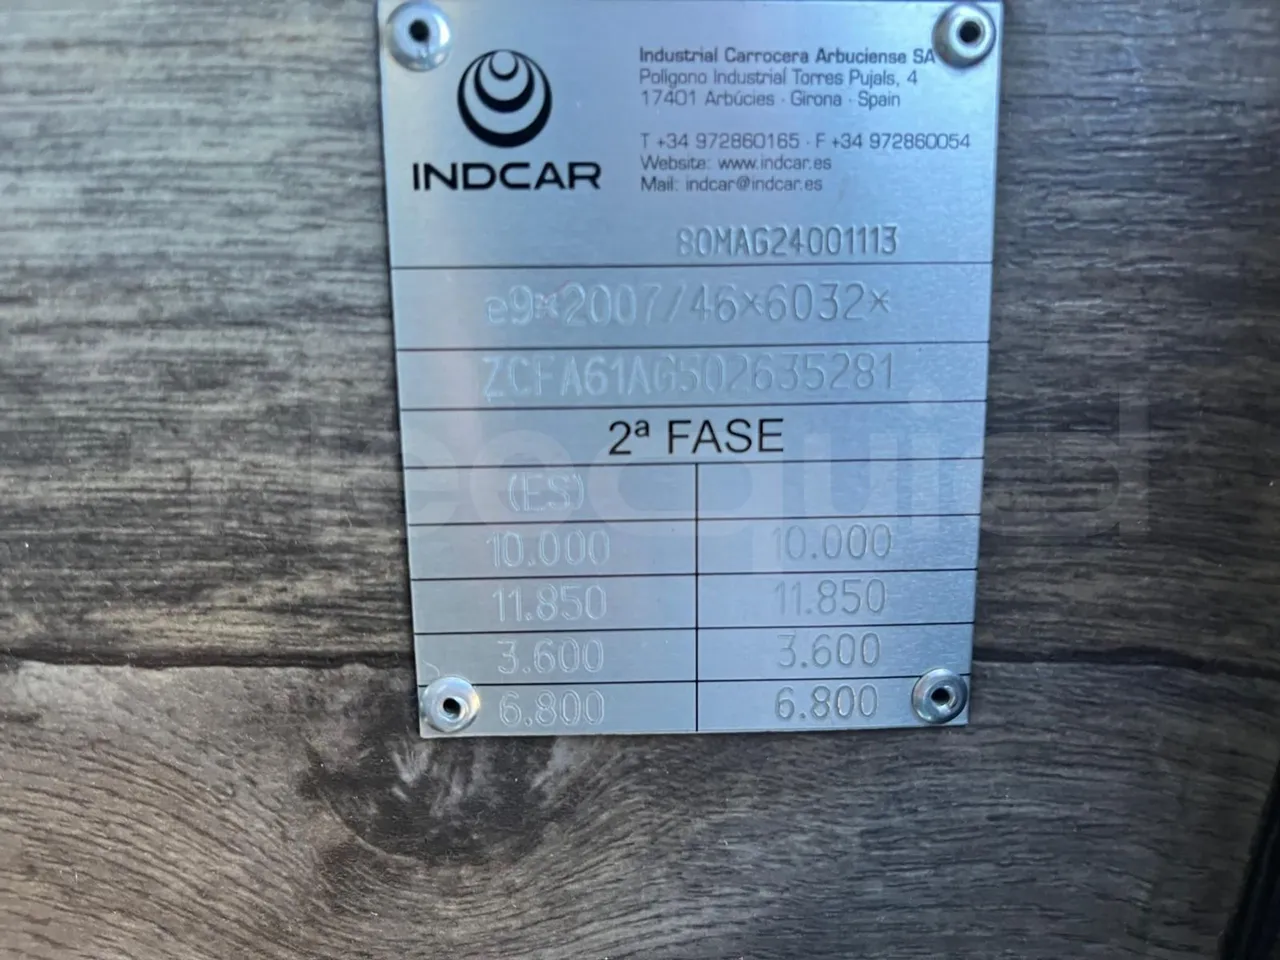 INDCAR
Industrial Carrocera Arbuciense SA
Poligono Industrial Torres Pujals, 4
17401 Arbúcies · Girona · Spain
T +34 972860165 · F +34 972860054
Website: www.indcar.es
Mail: indcar@indcar.es
80MAG24001113
e9*2007/46*6032*
ZCFA61AG502635281
2ª FASE
(ES)
10.000 10.000
11.850 11.850
3.600 3.600
6.800 6.800